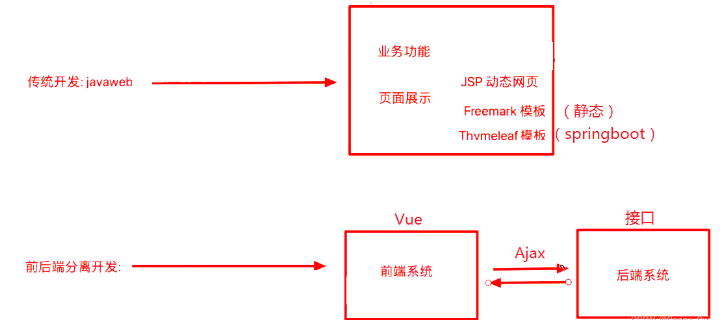 业务功能
传统开发: javaweb
JSP 动态网页
页面展示
Freemark 模板 （静态）
Thvmeleaf 模板 （springboot）
Vue
接口
Ajax
前后端分离开发:
前端系统
后端系统